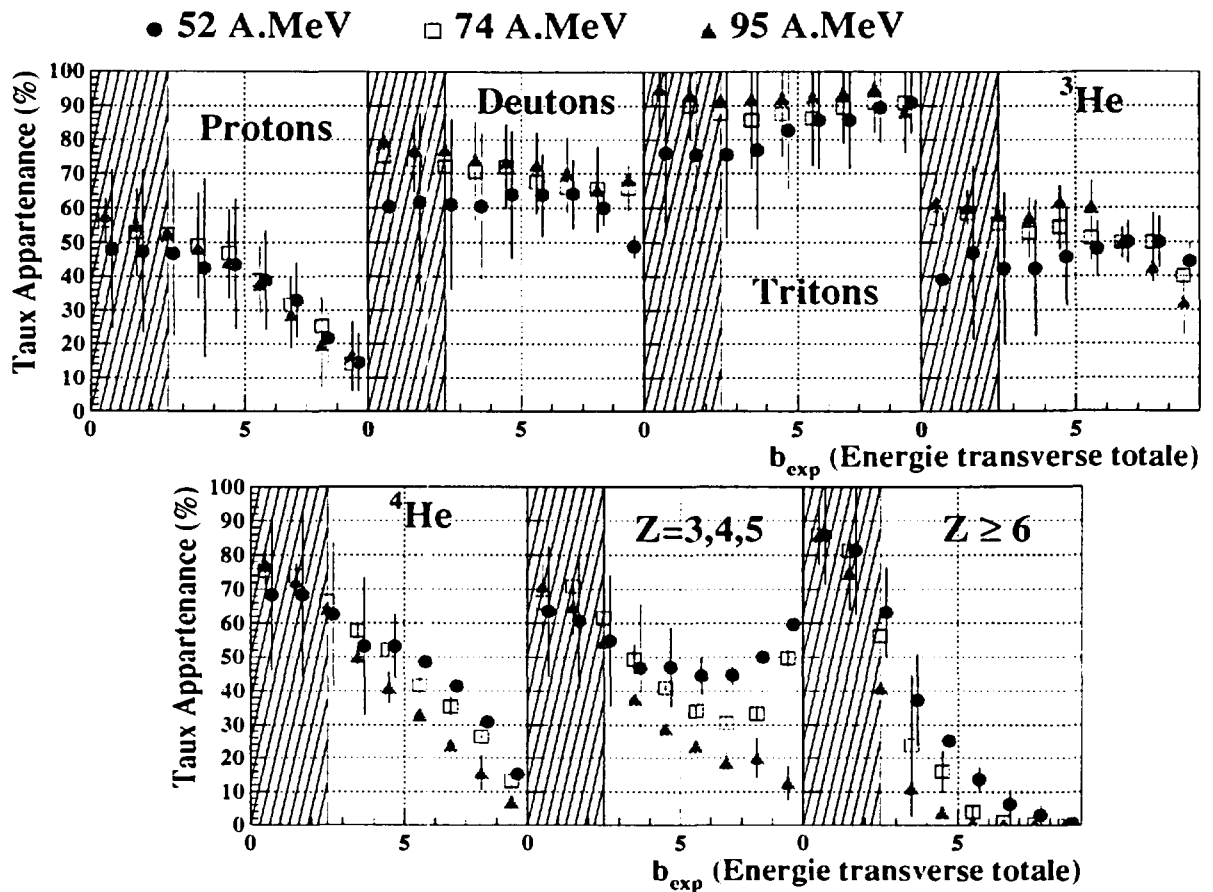 ● 52 A.MeV □ 74 A.MeV ▲ 95 A.MeV
Taux Appartenance (%)
100
90
80
70
60
50
40
30
20
10
0
Protons
Deutons
Tritons
³He
0 5 0 5 0 5 0 5
b_exp (Energie transverse totale)
Taux Appartenance (%)
100
90
80
70
60
50
40
30
20
10
0
⁴He
Z=3,4,5
Z ≥ 6
0 5 0 5 0 5
b_exp (Energie transverse totale)